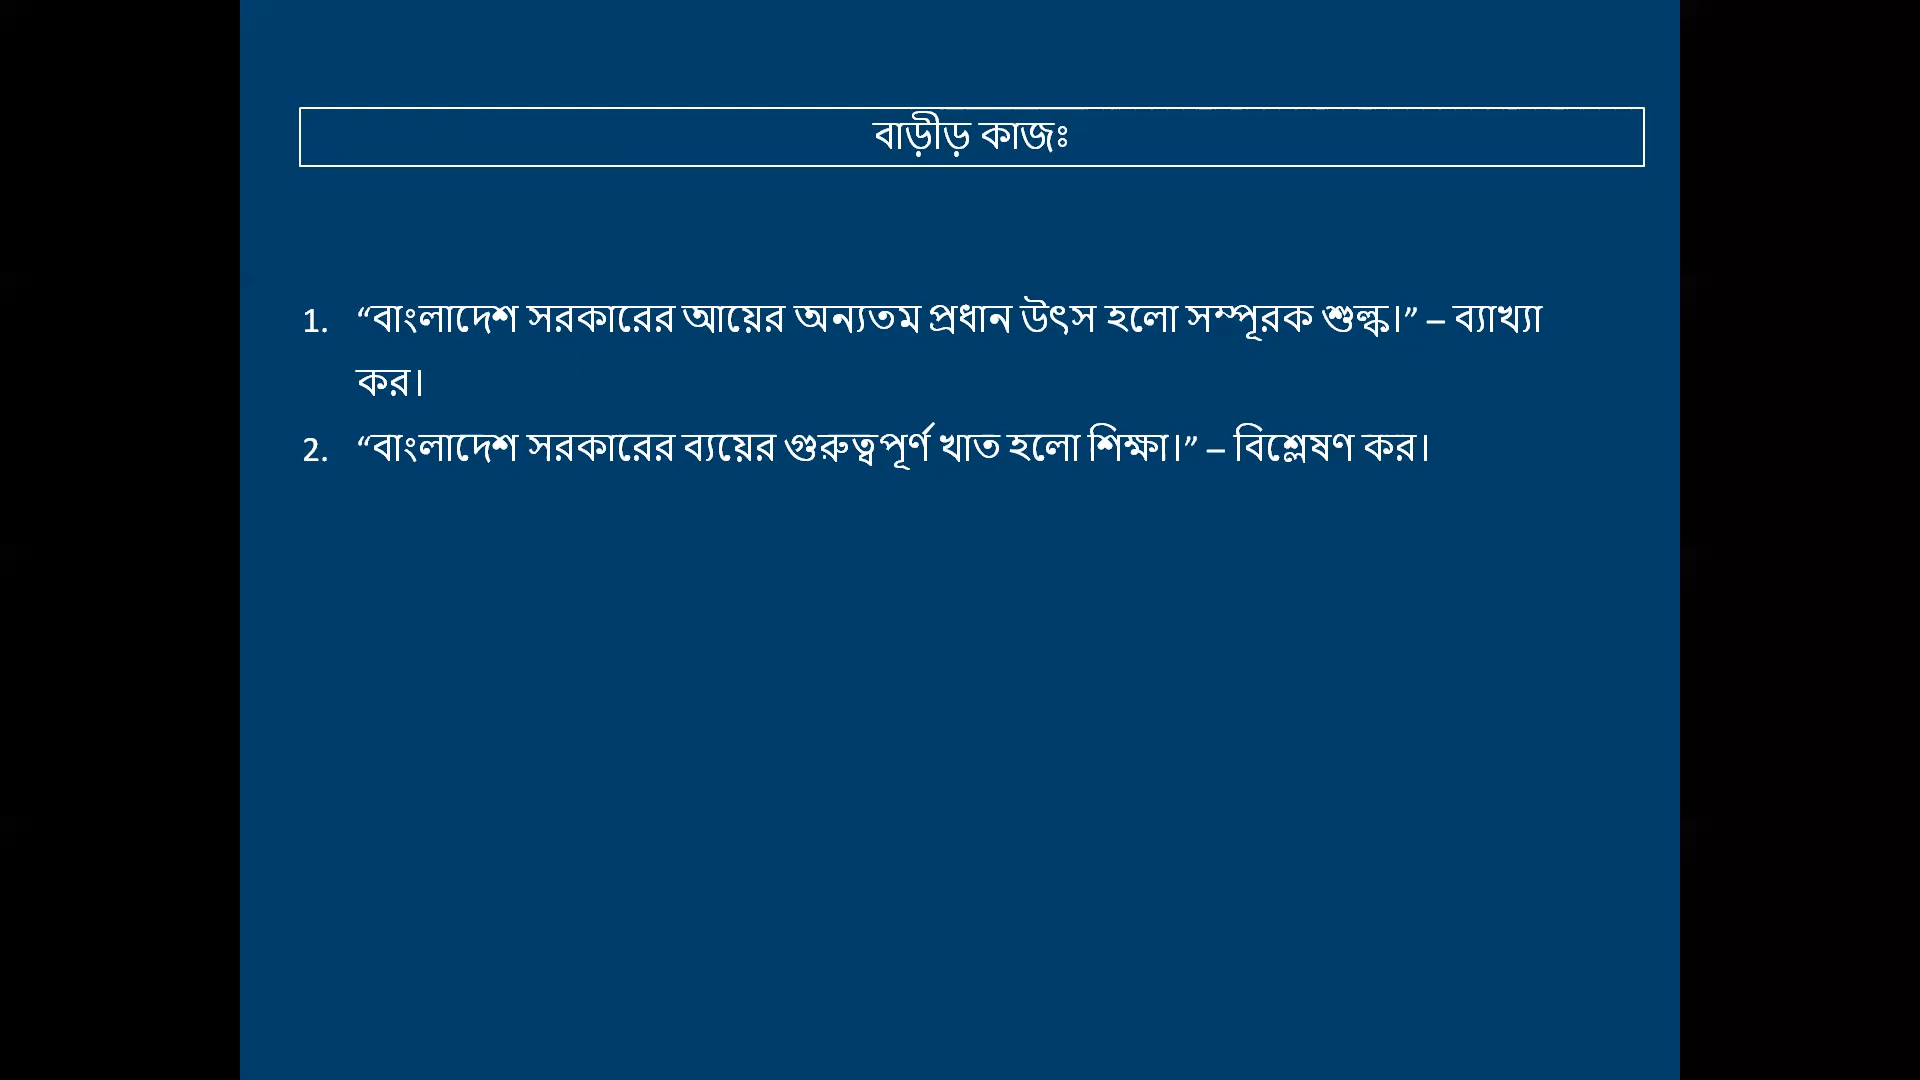 বাড়ীড় কাজঃ
1. “বাংলাদেশ সরকারের আয়ের অন্যতম প্রধান উৎস হলো সম্পূরক শুল্ক।” – ব্যাখ্যা
কর।
2. “বাংলাদেশ সরকারের ব্যয়ের গুরুত্বপূর্ণ খাত হলো শিক্ষা।” – বিশ্লেষণ কর।